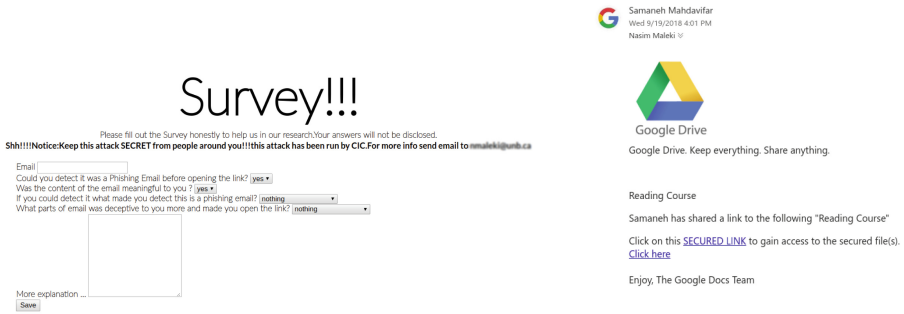 Survey!!!
Please fill out the Survey honestly to help us in our research.Your answers will not be disclosed.
Shh!!!!Notice:Keep this attack SECRET from people around you!!!this attack has been run by CIC.For more info send email to
Email
Could you detect it was a Phishing Email before opening the link? yes
Was the content of the email meaningful to you ? yes
If you could detect it what made you detect this is a phishing email? nothing
What parts of email was deceptive to you more and made you open the link? nothing
More explanation ...
Save
Samaneh Mahdavifar
Wed 9/19/2018 4:01 PM
Nasim Maleki
Google Drive
Google Drive. Keep everything. Share anything.
Reading Course
Samaneh has shared a link to the following "Reading Course"
Click on this SECURED LINK to gain access to the secured file(s).
Click here
Enjoy, The Google Docs Team